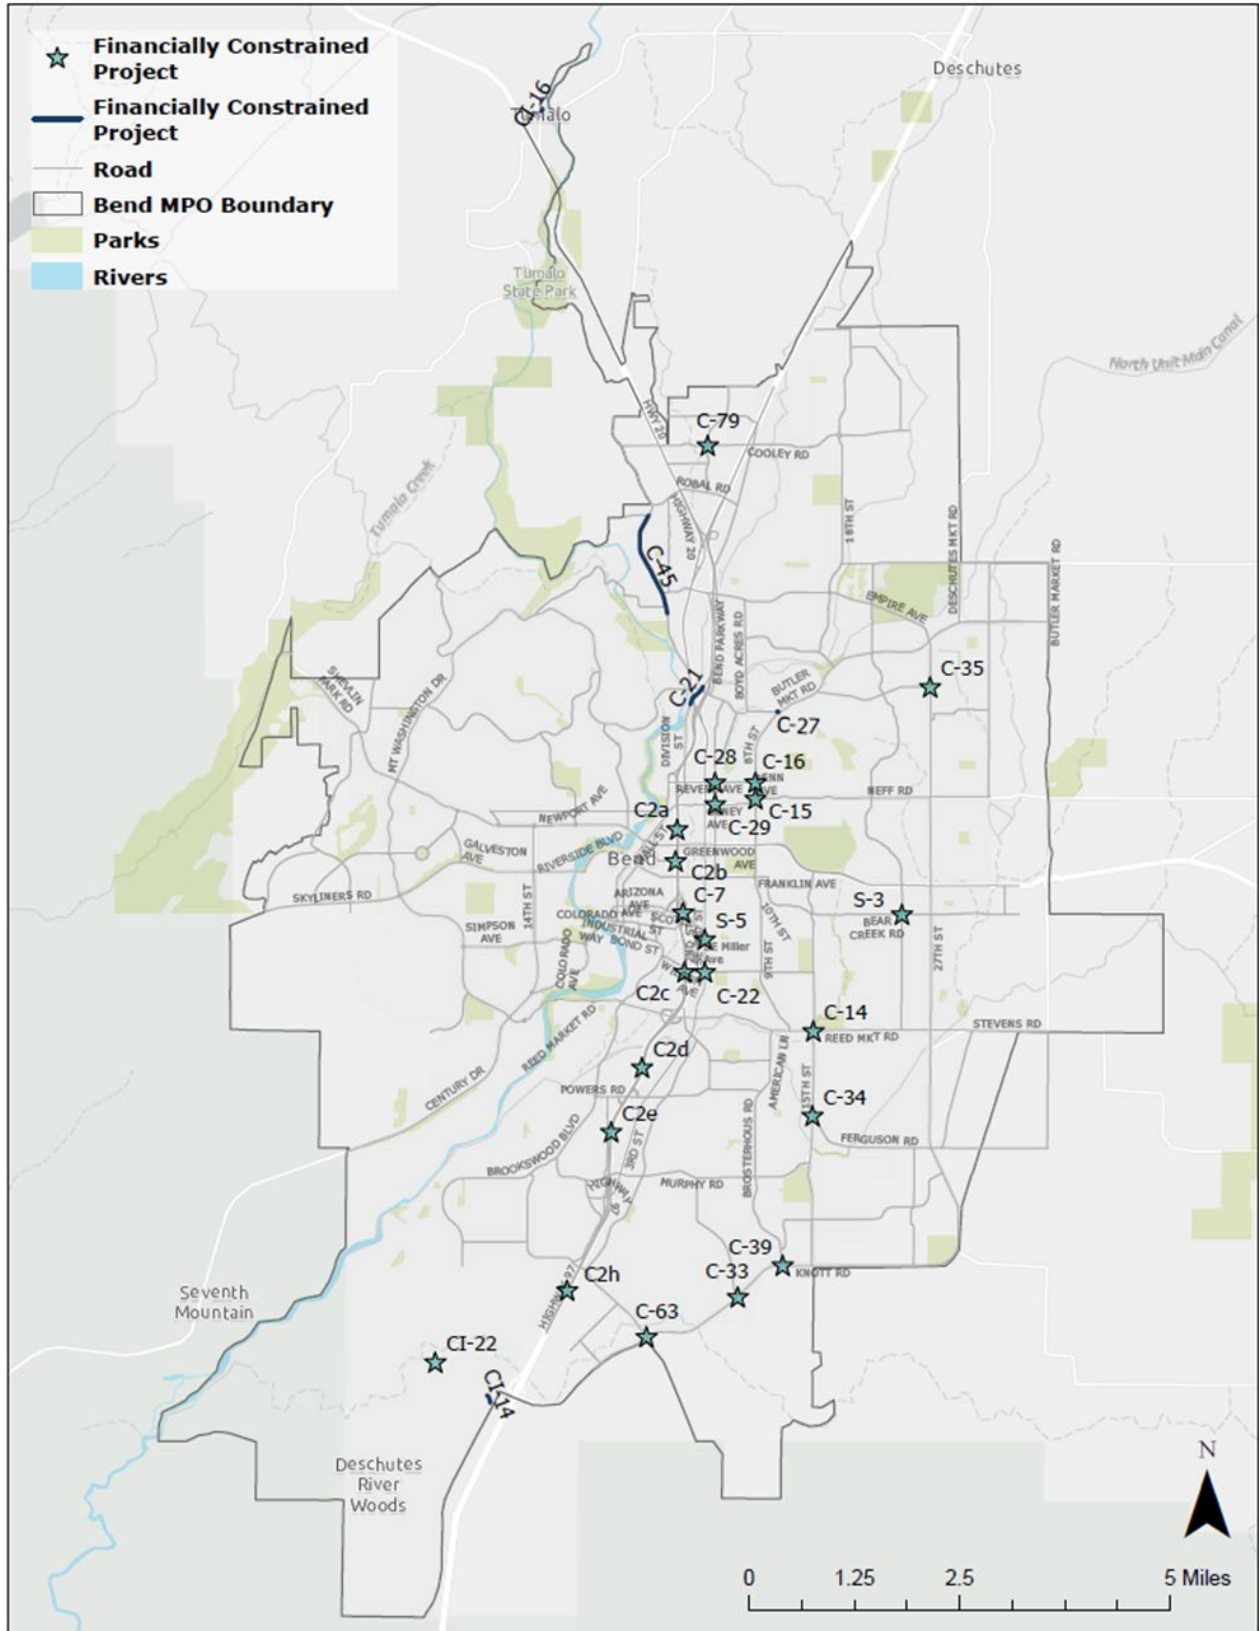 Financially Constrained
Project
Financially Constrained
Project
Road
Bend MPO Boundary
Parks
Rivers
Deschutes
CI-16
Tumalo
Tumalo
State Park
North Unit Main Canal
HWY 20
C-79
COOLEY RD
ROBAL RD
Tumalo Creek
HIGHWAY 20
18TH ST
DESCHUTES MKT RD
BUTLER MARKET RD
C-45
EMPIRE AVE
BEND PARKWAY
BOYD ACRES RD
SHEVLIN
PARK RD
MT WASHINGTON DR
C-21
BUTLER
MKT RD
C-35
C-27
DIVISION
ST
8TH ST
C-28
C-16
NEFF RD
C-15
NEWPORT AVE
C2a
C-29
GALVESTON
AVE
RIVERSIDE BLVD
Bend
GREENWOOD
AVE
C2b
FRANKLIN AVE
SKYLINERS RD
14TH ST
ARIZONA
AVE
C-7
S-3
COLORADO AVE
BEAR
CREEK RD
10TH ST
SIMPSON
AVE
INDUSTRIAL
WAY
BOND ST
S-5
Miller
Ave
9TH ST
27TH ST
COLORADO
AVE
C2c
C-22
C-14
STEVENS RD
REED MKT RD
REED MARKET RD
C2d
AMERICAN LN
15TH ST
CENTURY DR
POWERS RD
C-34
C2e
FERGUSON RD
BROOKSWOOD BLVD
3RD ST
BROSTERHOUS RD
HIGHWAY
97
MURPHY RD
C-39
KNOTT RD
C-33
C2h
HIGHWAY 97
Seventh
Mountain
C-63
CI-22
CI-14
Deschutes
River
Woods
N
0 1.25 2.5 5 Miles